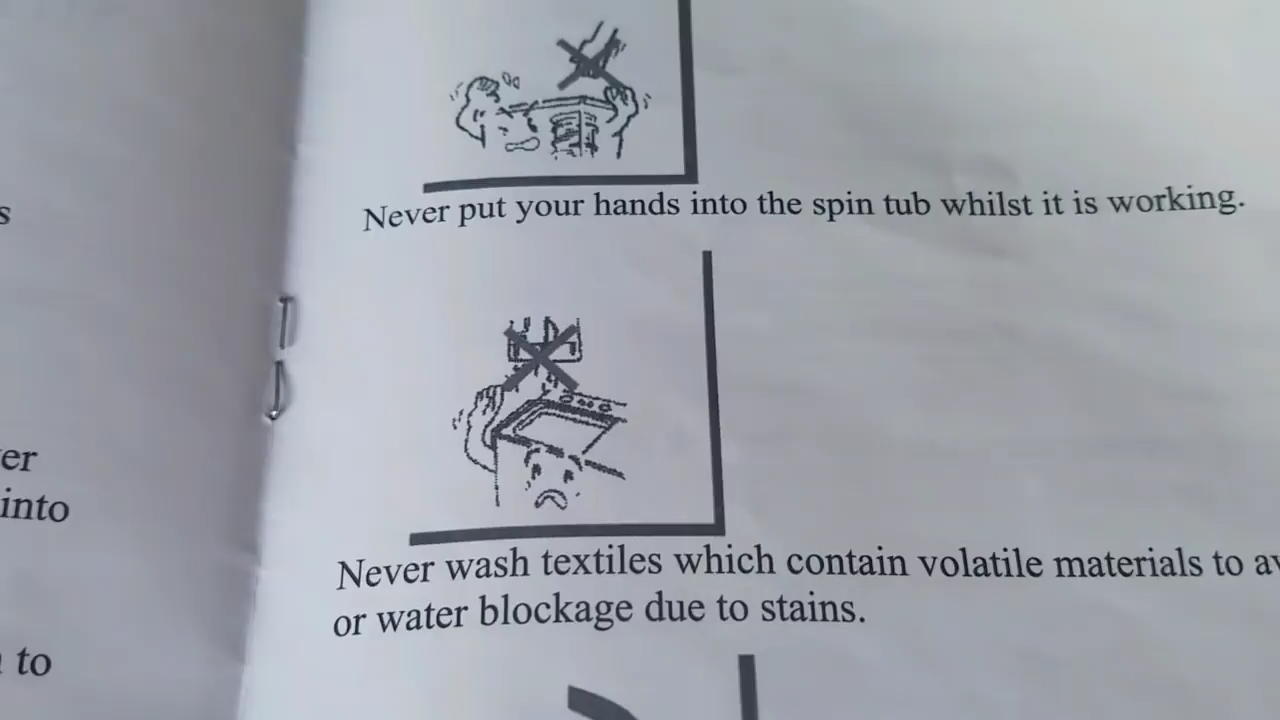 s
er
into
to
Never put your hands into the spin tub whilst it is working.
Never wash textiles which contain volatile materials to
or water blockage due to stains.